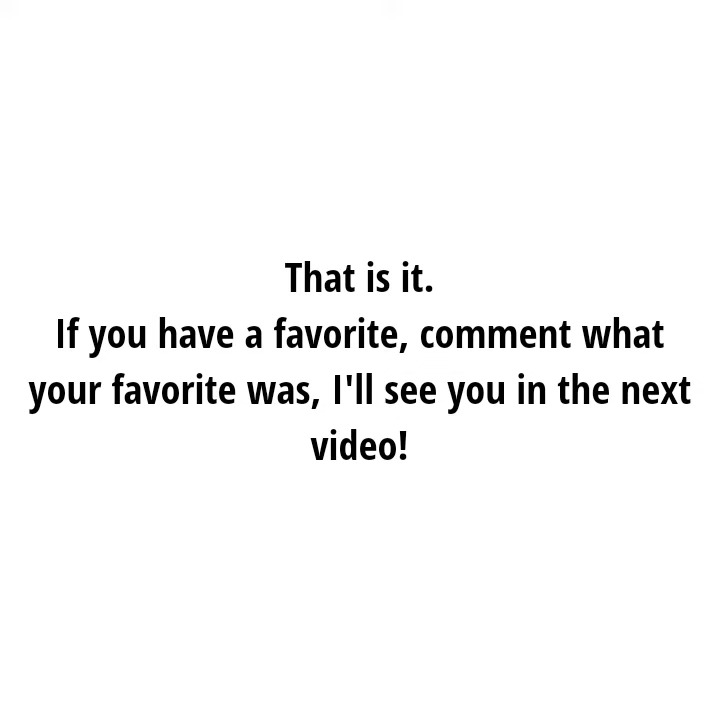 That is it.
If you have a favorite, comment what
your favorite was, I'll see you in the next
video!